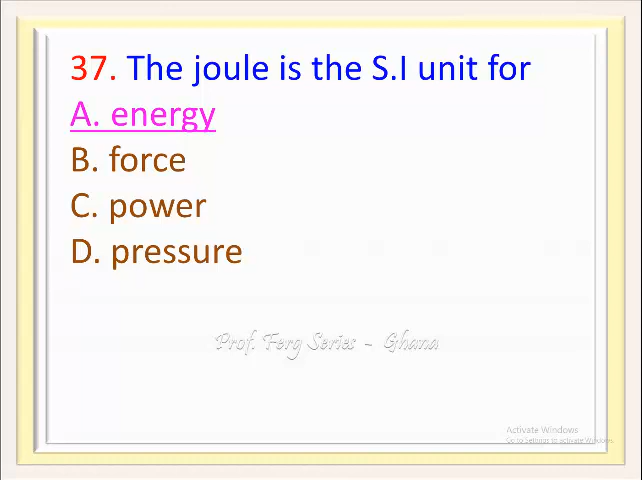 37. The joule is the S.I unit for
A. energy
B. force
C. power
D. pressure
Prof. Ferg Series - Ghana
Activate Windows
Go to Settings to activate Windows.